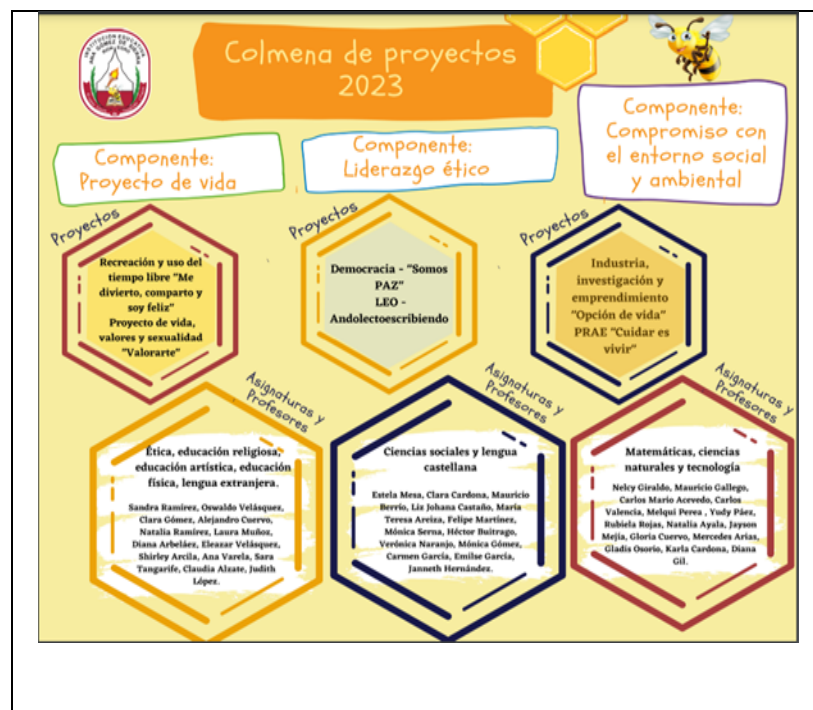 INSTITUCIÓN EDUCATIVA
ANA GÓMEZ DE SIERRA
Colmena de proyectos
2023
Componente:
Proyecto de vida
Componente:
Liderazgo ético
Componente:
Compromiso con
el entorno social
y ambiental
Proyectos
Recreación y uso del
tiempo libre "Me
divierto, comparto y
soy feliz"
Proyecto de vida,
valores y sexualidad
"Valorarte"
Proyectos
Democracia - "Somos
PAZ"
LEO -
Andolectoescribiendo
Proyectos
Industria,
investigación y
emprendimiento
"Opción de vida"
PRAE "Cuidar es
vivir"
Asignaturas y
Profesores
Ética, educación religiosa,
educación artística, educación
física, lengua extranjera.
Sandra Ramírez, Oswaldo Velásquez,
Clara Gómez, Alejandro Cuervo,
Natalia Ramírez, Laura Muñoz,
Diana Arbeláez, Eleazar Velásquez,
Shirley Arcila, Ana Varela, Sara
Tangarife, Claudia Alzate, Judith
López.
Asignaturas y
Profesores
Ciencias sociales y lengua
castellana
Estela Mesa, Clara Cardona, Mauricio
Berrío, Liz Johana Castaño, María
Teresa Areiza, Felipe Martínez,
Mónica Serna, Héctor Buitrago,
Verónica Naranjo, Mónica Gómez,
Carmen García, Emilse García,
Janneth Hernández.
Asignaturas y
Profesores
Matemáticas, ciencias
naturales y tecnología
Nelcy Giraldo, Mauricio Gallego,
Carlos Mario Acevedo, Carlos
Valencia, Melqui Perea , Yudy Páez,
Rubiela Rojas, Natalia Ayala, Jayson
Mejía, Gloria Cuervo, Mercedes Arias,
Gladis Osorio, Karla Cardona, Diana
Gil.